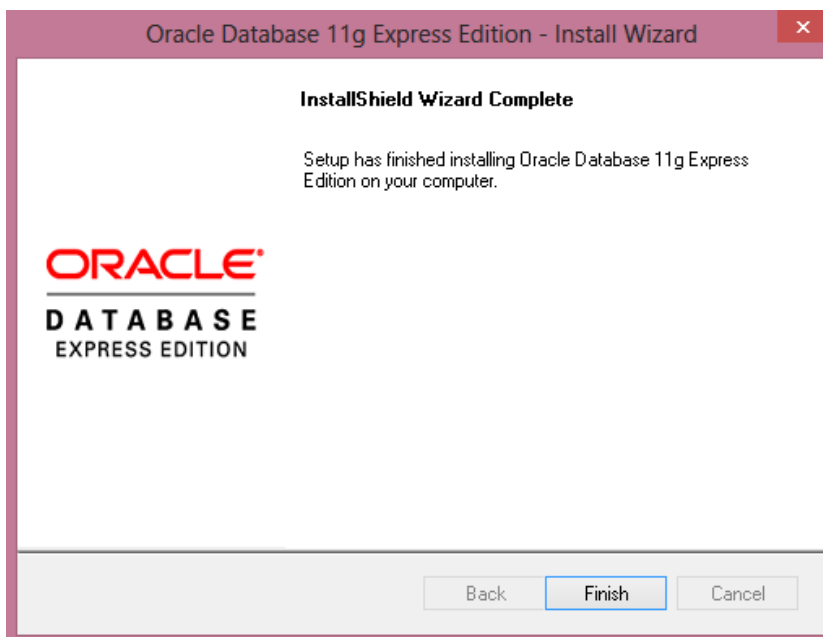 Oracle Database 11g Express Edition - Install Wizard
InstallShield Wizard Complete
Setup has finished installing Oracle Database 11g Express
Edition on your computer.
ORACLE®
DATABASE
EXPRESS EDITION
Back
Finish
Cancel